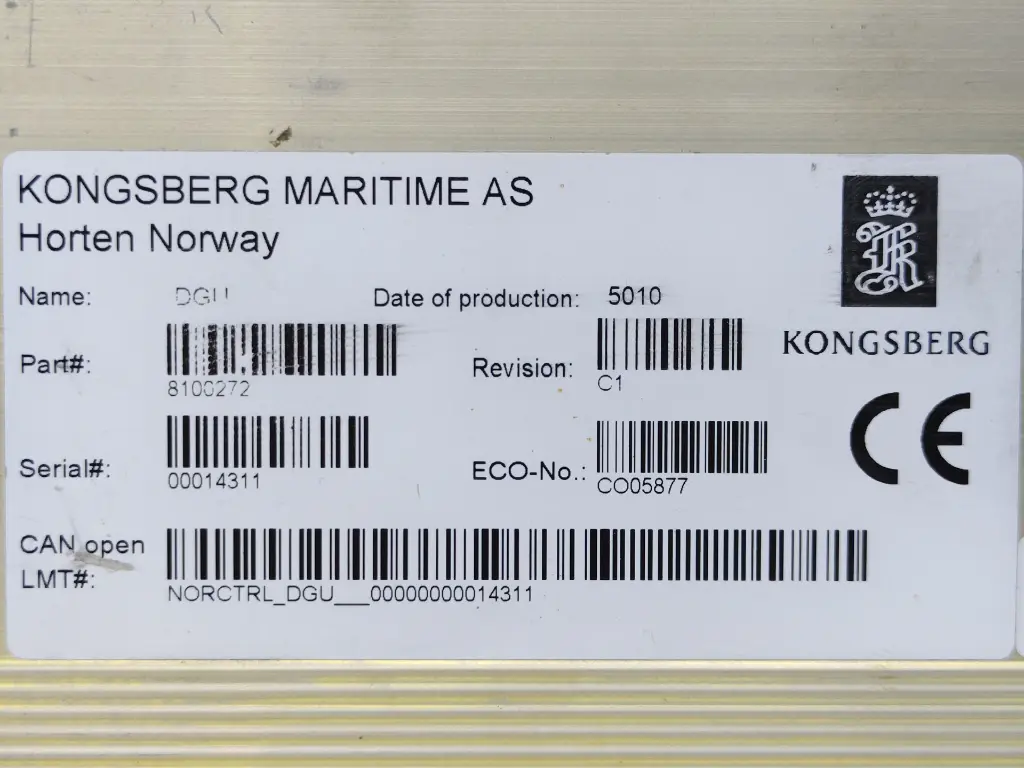 KONGSBERG MARITIME AS
Horten Norway
Name: DGU Date of production: 5010
Part#: 8100272 Revision: C1
KONGSBERG
Serial#: 00014311 ECO-No.: CO05877
CE
CAN open
LMT#: NORCTRL_DGU___00000000014311